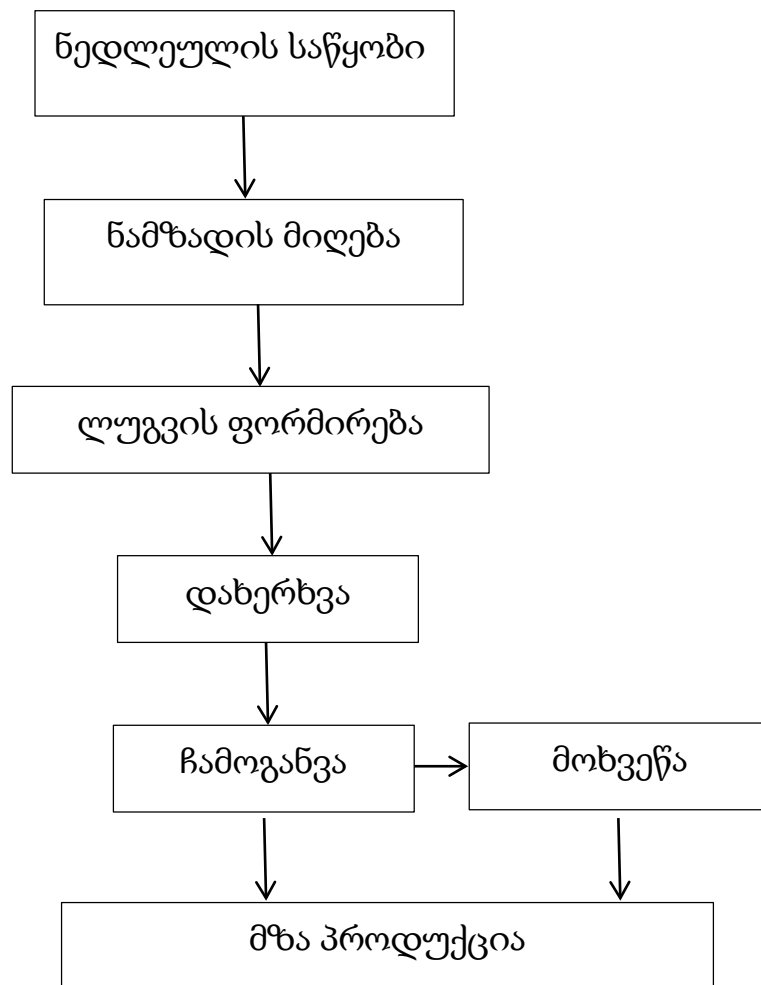 ნედლეულის საწყობი
ნამზადის მიღება
ლუგვის ფორმირება
დახერხვა
ჩამოგანვა
მოხვეწა
მზა პროდუქცია